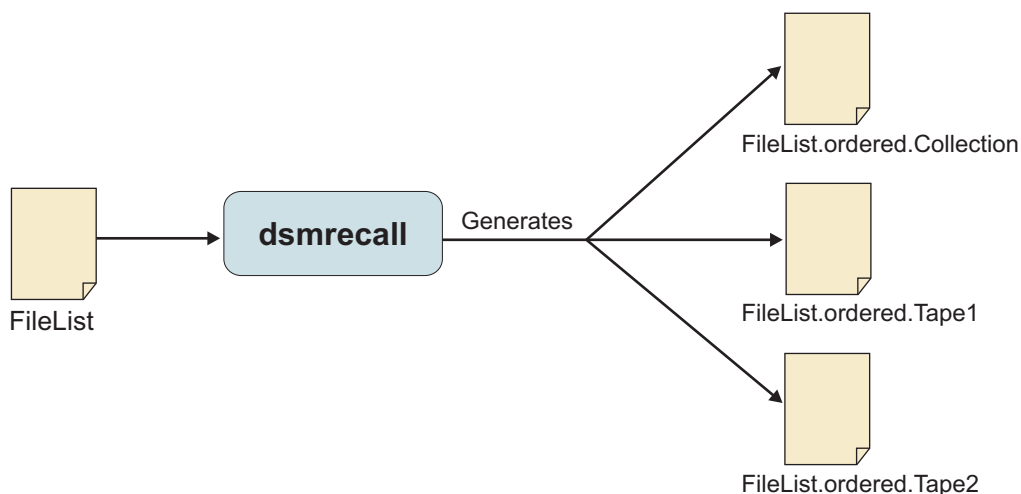 FileList.ordered.Collection
Generates
dsmrecall
FileList
FileList.ordered.Tape1
FileList.ordered.Tape2